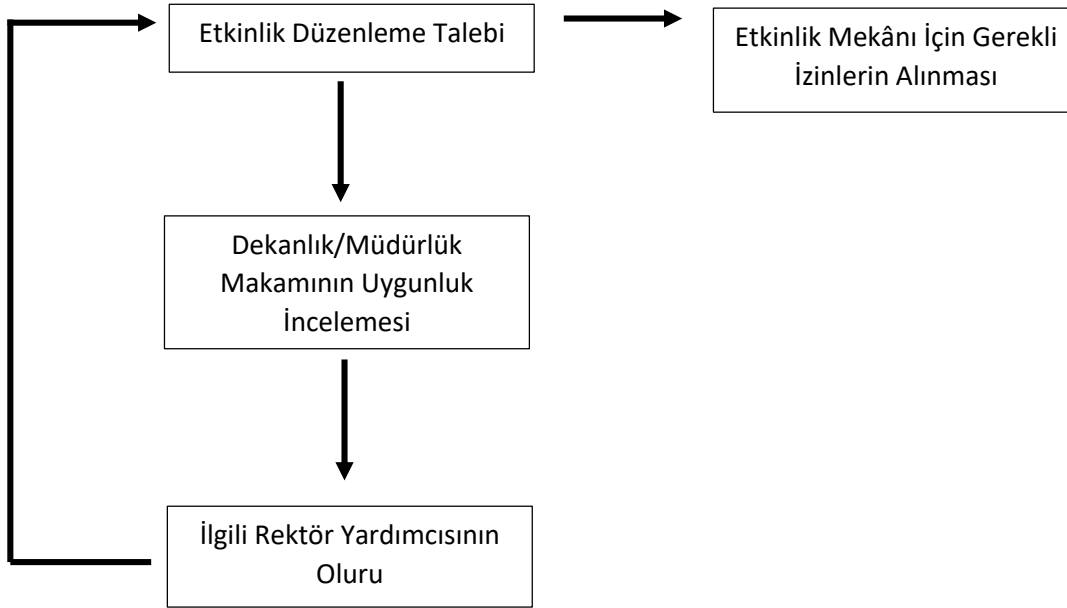 Etkinlik Düzenleme Talebi
Etkinlik Mekânı İçin Gerekli
İzinlerin Alınması
Dekanlık/Müdürlük
Makamının Uygunluk
İncelemesi
İlgili Rektör Yardımcısının
Oluru